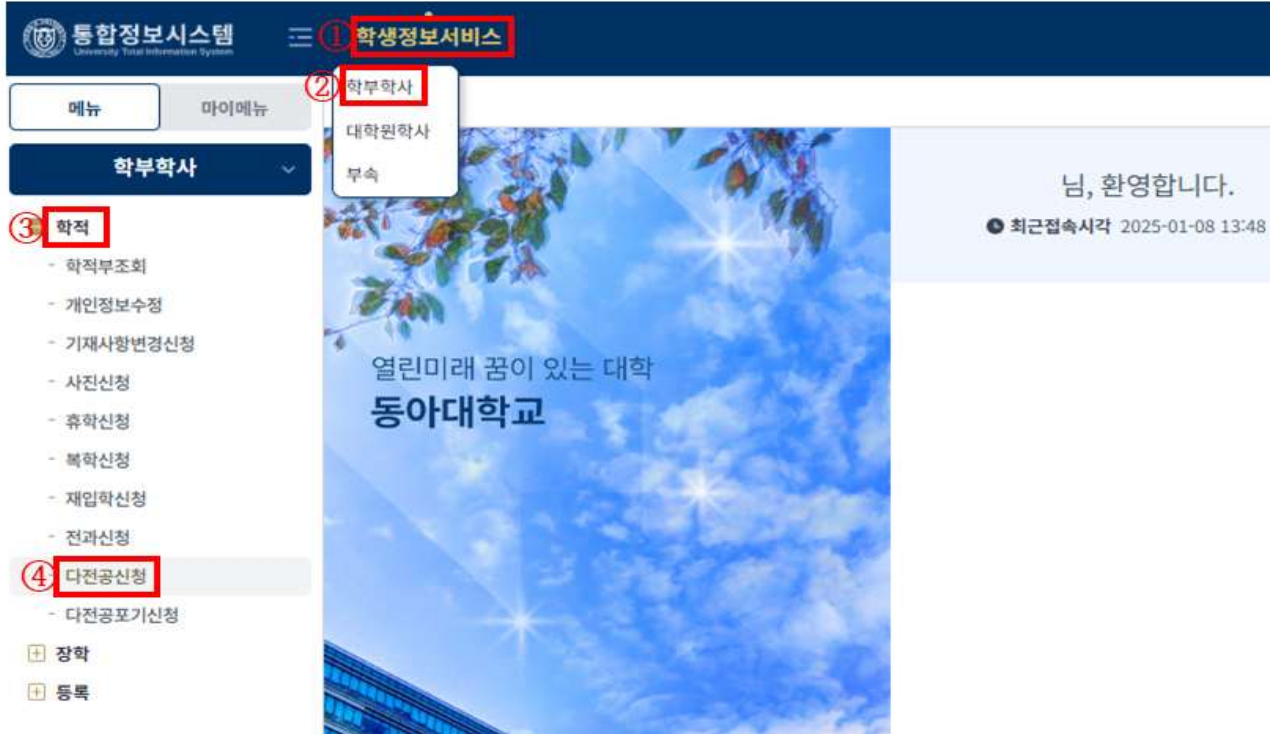 통합정보시스템
University Total Information System
① 학생정보서비스
② 학부학사
대학원학사
부속
메뉴 마이메뉴
학부학사
님, 환영합니다.
최근접속시각 2025-01-08 13:48
③ 학적
- 학적부조회
- 개인정보수정
- 기재사항변경신청
- 사진신청
- 휴학신청
- 복학신청
- 재입학신청
- 전과신청
④ 다전공신청
- 다전공포기신청
장학
등록
열린미래 꿈이 있는 대학
동아대학교